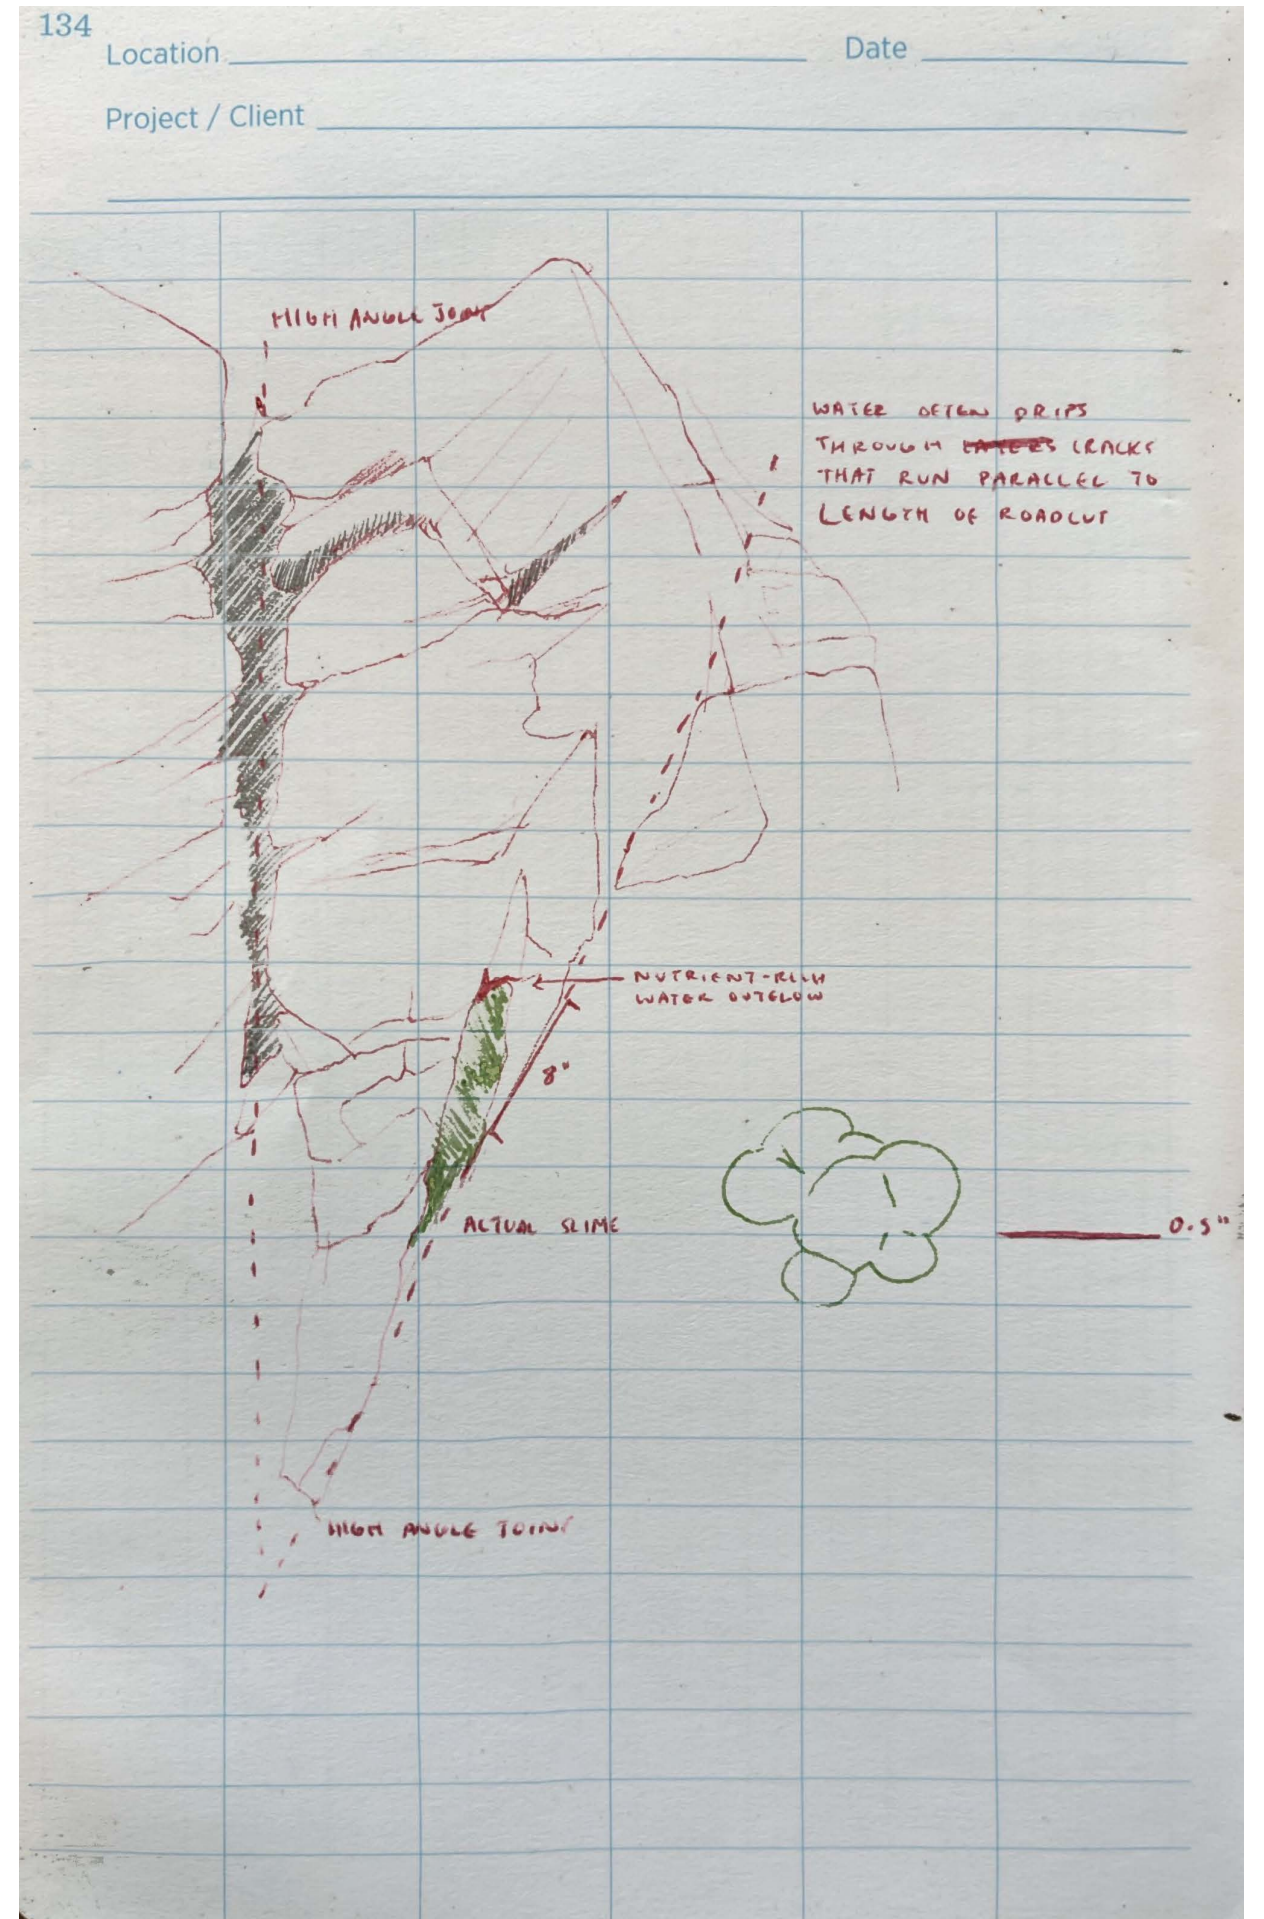 134
Location
Date
Project / Client
HIGH ANGLE JOINT
WATER OFTEN DRIPS
THROUGH LAYERS CRACKS
THAT RUN PARALLEL TO
LENGTH OF ROADCUT
NUTRIENT-RICH
WATER OUTFLOW
8"
ACTUAL SLIME
0.5"
HIGH ANGLE JOINT